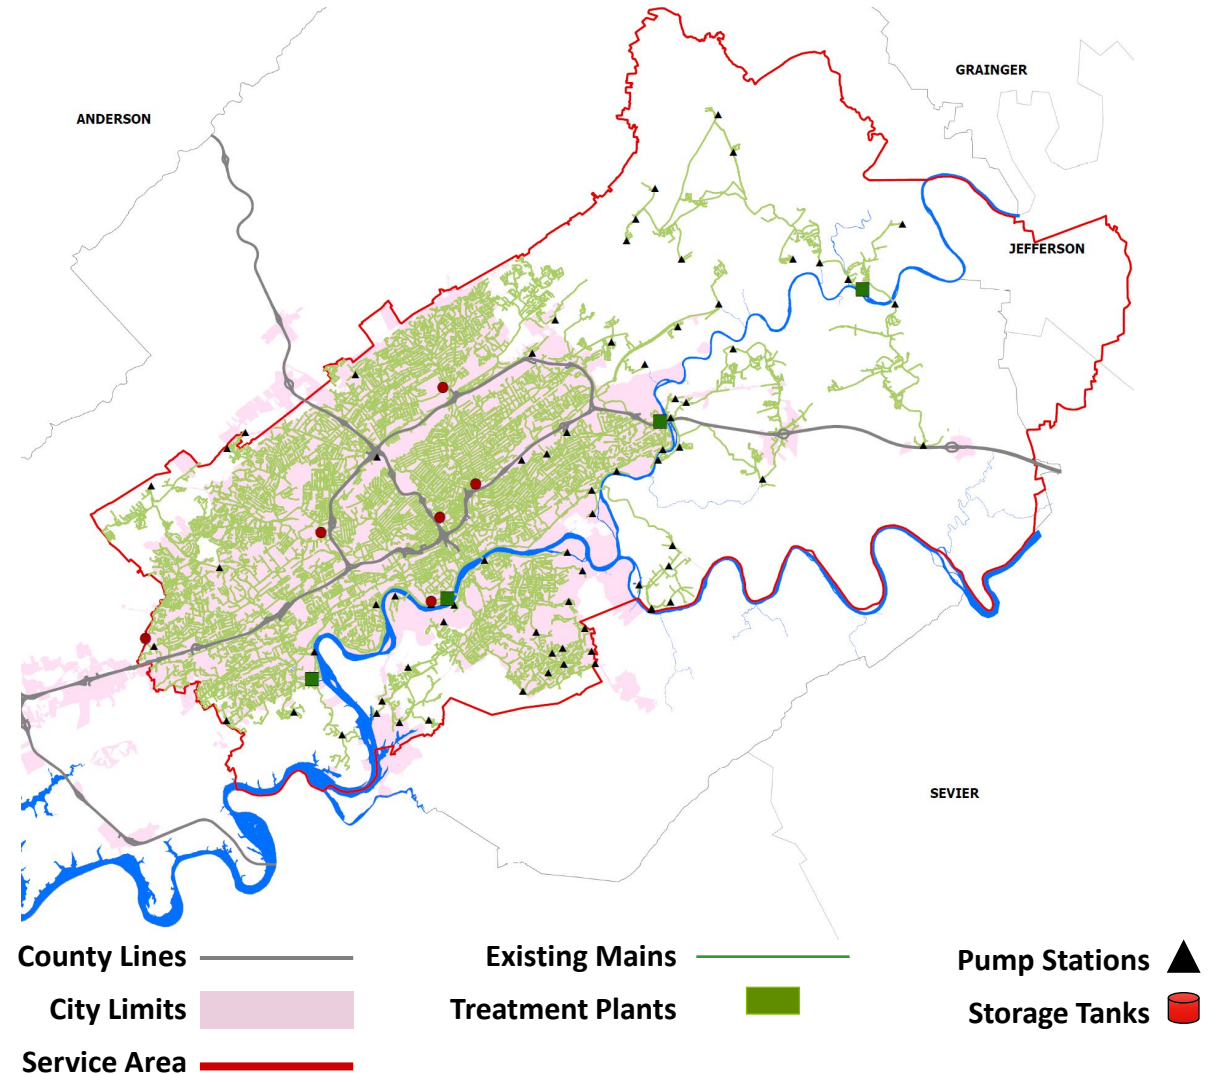 GRAINGER
ANDERSON
JEFFERSON
SEVIER
County Lines
Existing Mains
Pump Stations
City Limits
Treatment Plants
Storage Tanks
Service Area